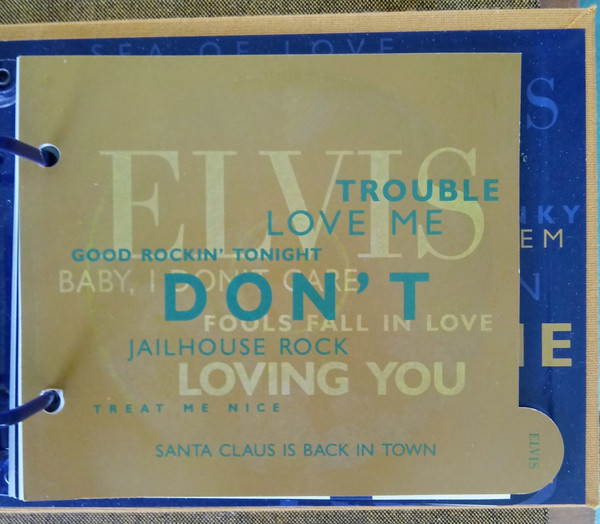 SEA OF LOVE
ELVIS
TROUBLE
LOVE ME
GOOD ROCKIN' TONIGHT
BABY, I DON'T CARE
DON'T
FOOLS FALL IN LOVE
JAILHOUSE ROCK
LOVING YOU
TREAT ME NICE
SANTA CLAUS IS BACK IN TOWN
ELVIS